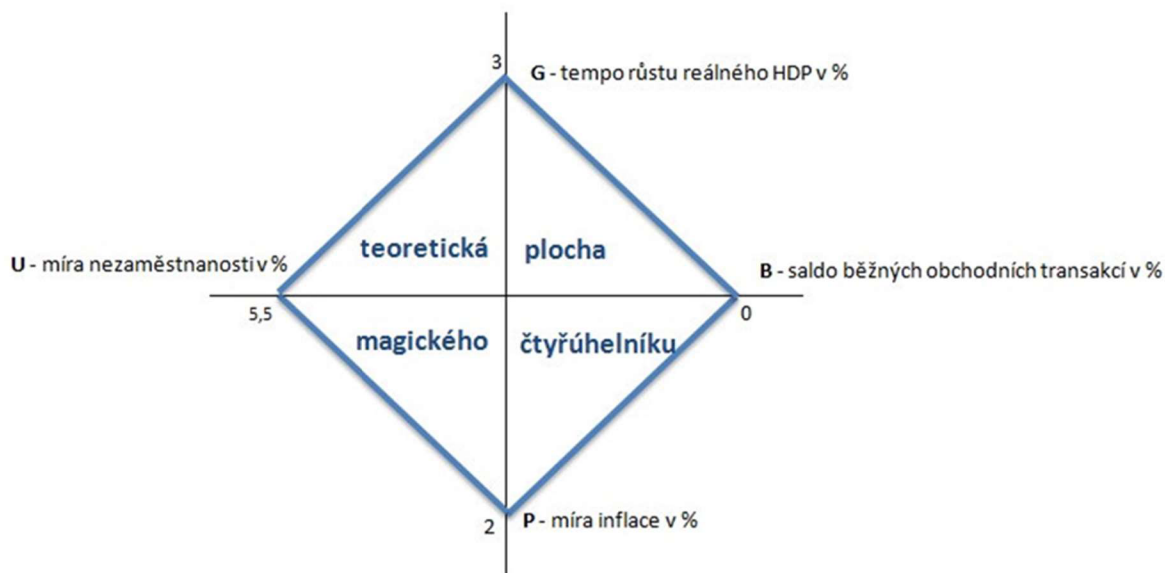 3
G - tempo růstu reálného HDP v %
teoretická plocha
U - míra nezaměstnanosti v %
B - saldo běžných obchodních transakcí v %
5,5
0
magického čtyřúhelníku
2
P - míra inflace v %